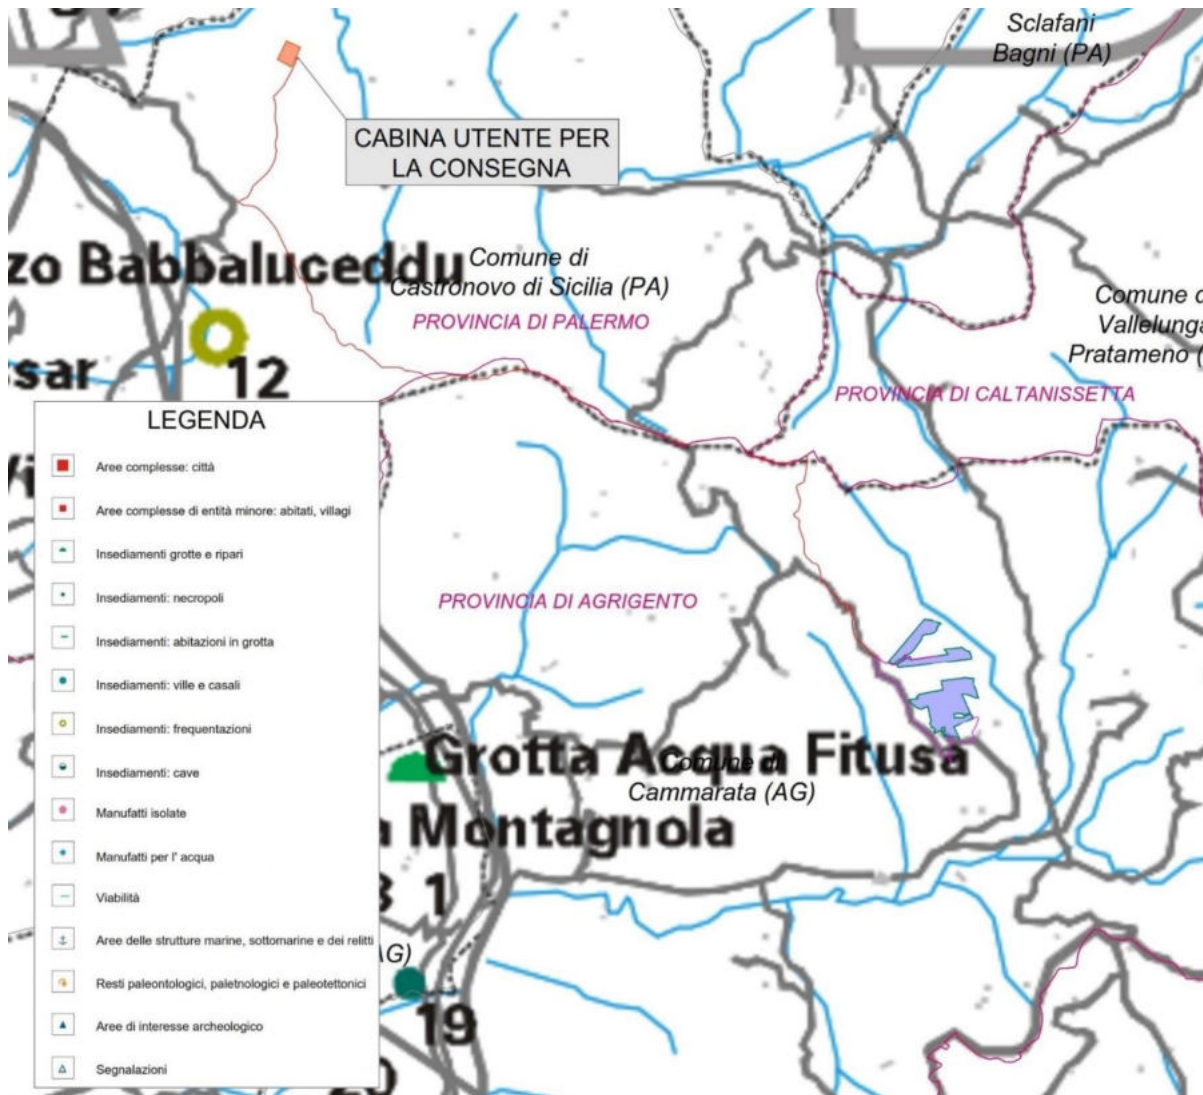 Sclafani
Bagni (PA)
CABINA UTENTE PER
LA CONSEGNA
zo Babbaluceddu
Comune di
Castronovo di Sicilia (PA)
PROVINCIA DI PALERMO
Vallelunga
Pratameno (
PROVINCIA DI CALTANISSETTA
sar
12
LEGENDA
Aree complesse: città
Aree complesse di entità minore: abitati, villagi
Insediamenti grotte e ripari
Insediamenti: necropoli
Insediamenti: abitazioni in grotta
Insediamenti: ville e casali
Insediamenti: frequentazioni
Insediamenti: cave
Manufatti isolate
Manufatti per l' acqua
Viabilità
Aree delle strutture marine, sottomarine e dei relitti
Resti paleontologici, paletnologici e paleotettonici
Aree di interesse archeologico
Segnalazioni
PROVINCIA DI AGRIGENTO
Grotta Acqua Fitusa
Comune di
Cammarata (AG)
a Montagnola
1
AG)
19
20